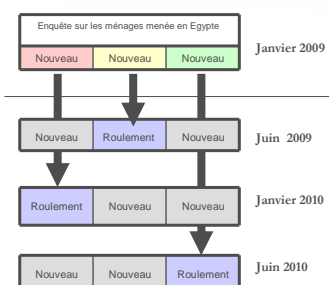 Enquête sur les ménages menée en Egypte
Nouveau Nouveau Nouveau Janvier 2009
Nouveau Roulement Nouveau Juin 2009
Roulement Nouveau Nouveau Janvier 2010
Nouveau Nouveau Roulement Juin 2010